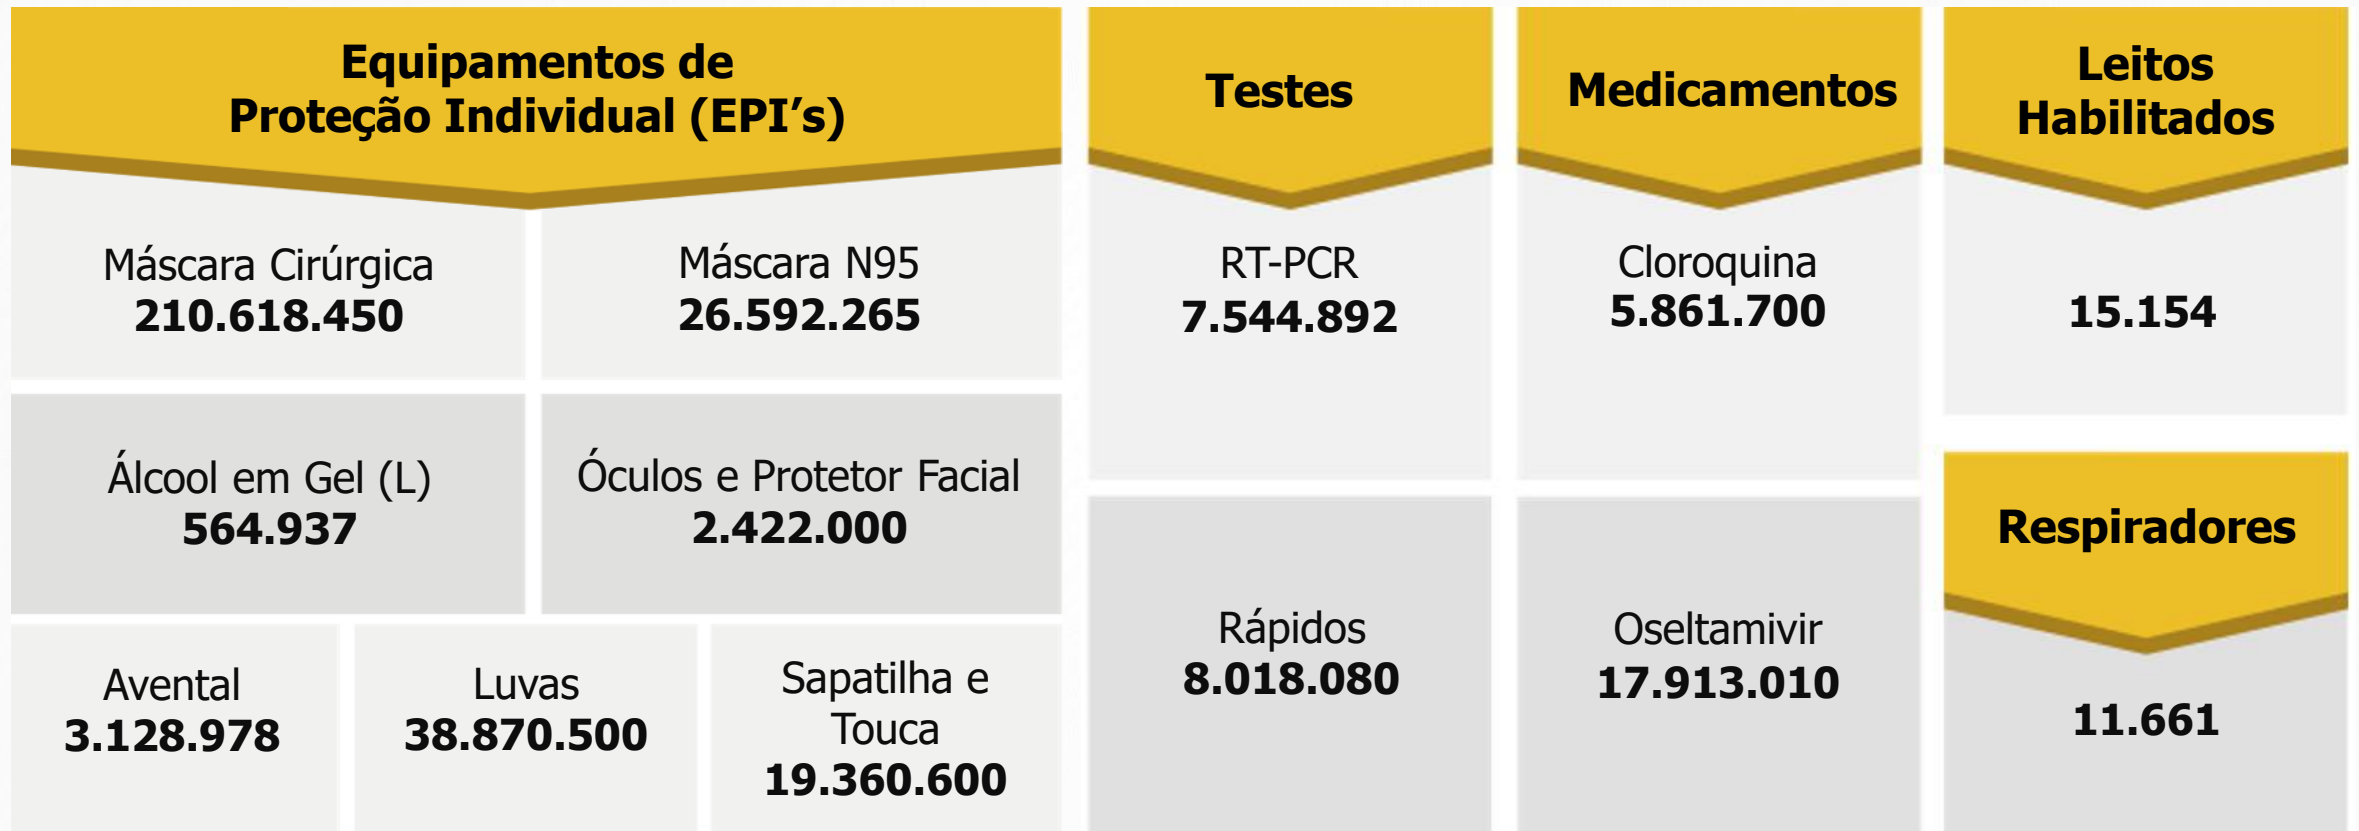 Equipamentos de
Proteção Individual (EPI’s)
Máscara Cirúrgica
210.618.450
Máscara N95
26.592.265
Álcool em Gel (L)
564.937
Óculos e Protetor Facial
2.422.000
Avental
3.128.978
Luvas
38.870.500
Sapatilha e
Touca
19.360.600
Testes
RT-PCR
7.544.892
Rápidos
8.018.080
Medicamentos
Cloroquina
5.861.700
Oseltamivir
17.913.010
Leitos
Habilitados
15.154
Respiradores
11.661